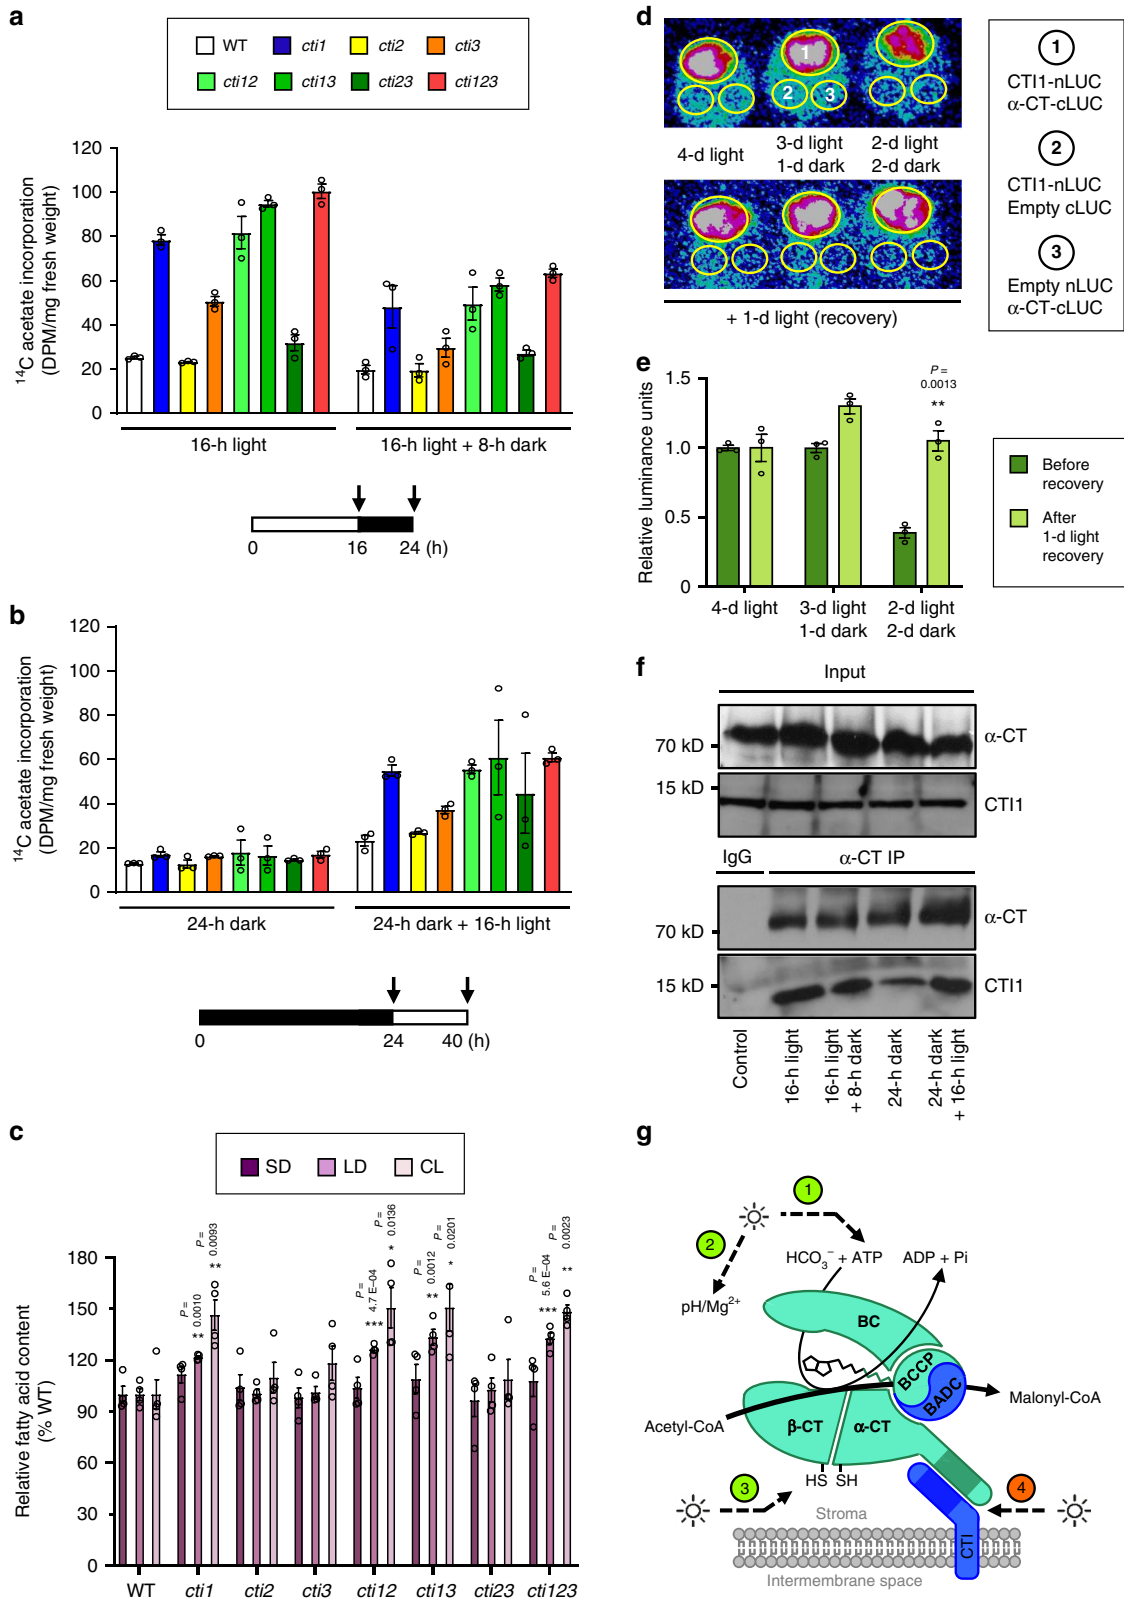 a
WT
cti1
cti2
cti3
cti12
cti13
cti23
cti123
14C acetate incorporation
(DPM/mg fresh weight)
120
100
80
60
40
20
0
16-h light
16-h light + 8-h dark
0
16
24 (h)
b
14C acetate incorporation
(DPM/mg fresh weight)
120
100
80
60
40
20
0
24-h dark
24-h dark + 16-h light
0
24
40 (h)
c
SD
LD
CL
Relative fatty acid content
(% WT)
180
150
120
90
60
30
0
P =
0.0010
**
P =
0.0093
**
P =
4.7 E–04
***
P =
0.0136
*
P =
0.0012
**
P =
0.0201
*
P =
5.6 E–04
***
P =
0.0023
**
WT
cti1
cti2
cti3
cti12
cti13
cti23
cti123
d
1
2
3
4-d light
3-d light
1-d dark
2-d light
2-d dark
+ 1-d light (recovery)
1
CTI1-nLUC
α-CT-cLUC
2
CTI1-nLUC
Empty cLUC
3
Empty nLUC
α-CT-cLUC
e
Relative luminance units
1.5
1.0
0.5
0
P =
0.0013
**
4-d light
3-d light
1-d dark
2-d light
2-d dark
Before
recovery
After
1-d light
recovery
f
Input
70 kD
α-CT
15 kD
CTI1
IgG
α-CT IP
70 kD
α-CT
15 kD
CTI1
Control
16-h light
16-h light
+ 8-h dark
24-h dark
24-h dark
+ 16-h light
g
1
2
HCO3− + ATP
ADP + Pi
pH/Mg2+
BC
BCCP
BADC
Malonyl-CoA
Acetyl-CoA
β-CT
α-CT
HS
SH
3
4
Stroma
CTI
Intermembrane space